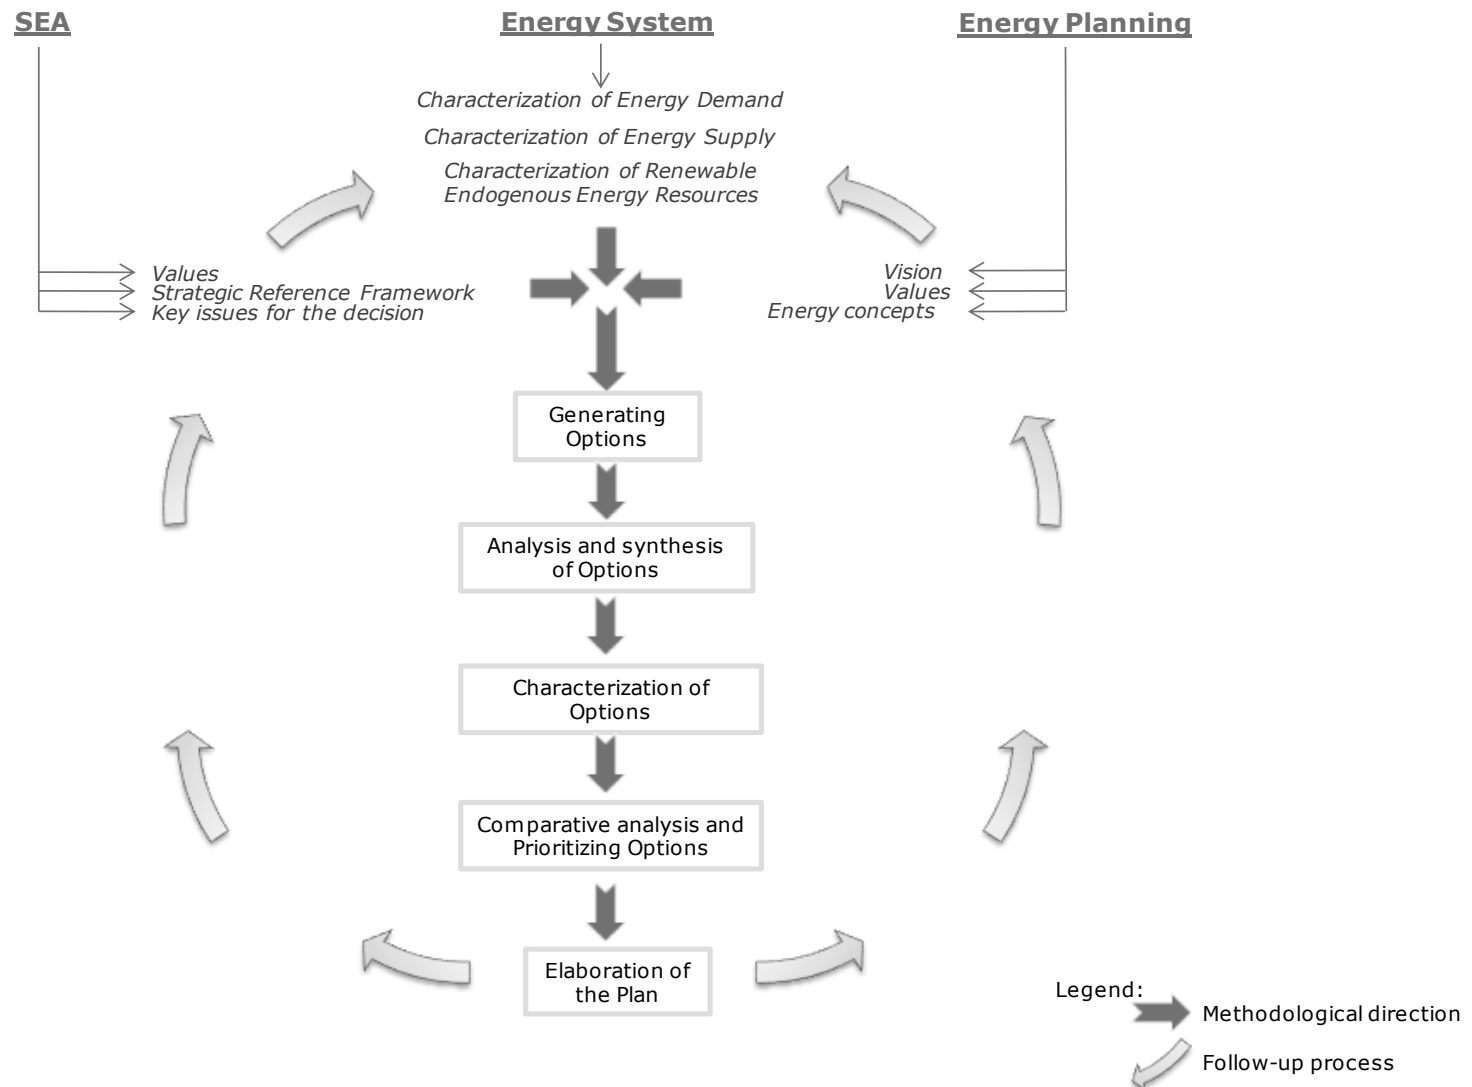 SEA
Energy System
Energy Planning
Characterization of Energy Demand
Characterization of Energy Supply
Characterization of Renewable
Endogenous Energy Resources
Values
Strategic Reference Framework
Key issues for the decision
Vision
Values
Energy concepts
Generating
Options
Analysis and synthesis
of Options
Characterization of
Options
Comparative analysis and
Prioritizing Options
Elaboration of
the Plan
Legend:
Methodological direction
Follow-up process